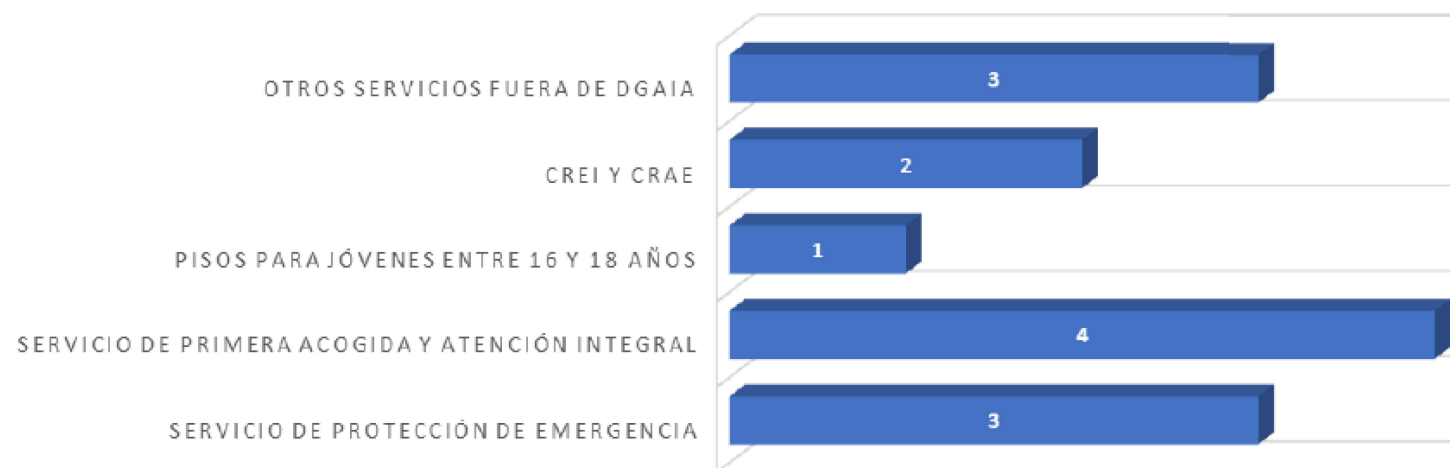 OTROS SERVICIOS FUERA DE DGAIA
3
CREI Y CRAE
2
PISOS PARA JÓVENES ENTRE 16 Y 18 AÑOS
1
SERVICIO DE PRIMERA ACOGIDA Y ATENCIÓN INTEGRAL
4
SERVICIO DE PROTECCIÓN DE EMERGENCIA
3